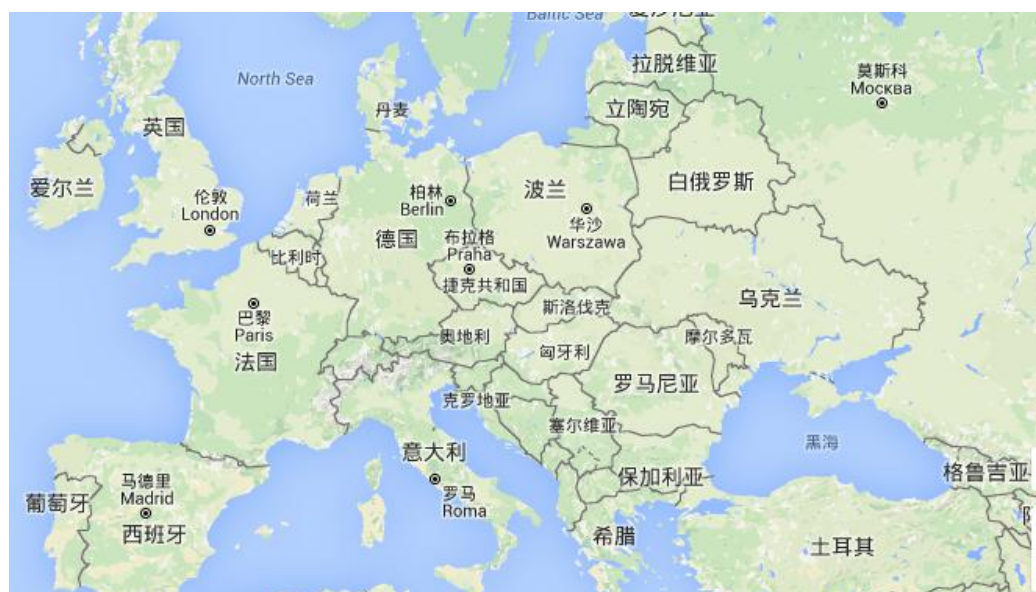 Baltic Sea
爱沙尼亚
拉脱维亚
莫斯科
Москва
North Sea
丹麦
立陶宛
英国
爱尔兰
伦敦
London
荷兰
柏林
Berlin
波兰
华沙
Warszawa
白俄罗斯
德国
布拉格
Praha
比利时
捷克共和国
斯洛伐克
乌克兰
巴黎
Paris
法国
奥地利
匈牙利
摩尔多瓦
罗马尼亚
克罗地亚
塞尔维亚
黑海
意大利
保加利亚
格鲁吉亚
马德里
Madrid
葡萄牙
西班牙
罗马
Roma
希腊
土耳其